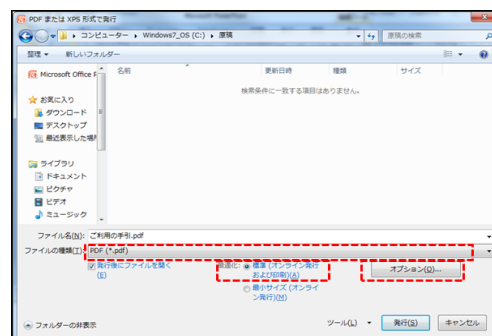 PDF または XPS 形式で発行
コンピューター ▸ Windows7_OS (C:) ▸ 原稿
原稿の検索
整理 新しいフォルダー
Microsoft Office P
名前 更新日時 種類 サイズ
検索条件に一致する項目はありません。
お気に入り
ダウンロード
デスクトップ
最近表示した場所
ライブラリ
ドキュメント
ピクチャ
ビデオ
ミュージック
ファイル名(N): ご利用の手引.pdf
ファイルの種類(T): PDF (*.pdf)
発行後にファイルを開く
(E)
最適化: 標準 (オンライン発行
および印刷)(A)
最小サイズ (オンライ
ン発行)(M)
オプション(O)...
フォルダーの非表示
ツール(L) 発行(S) キャンセル